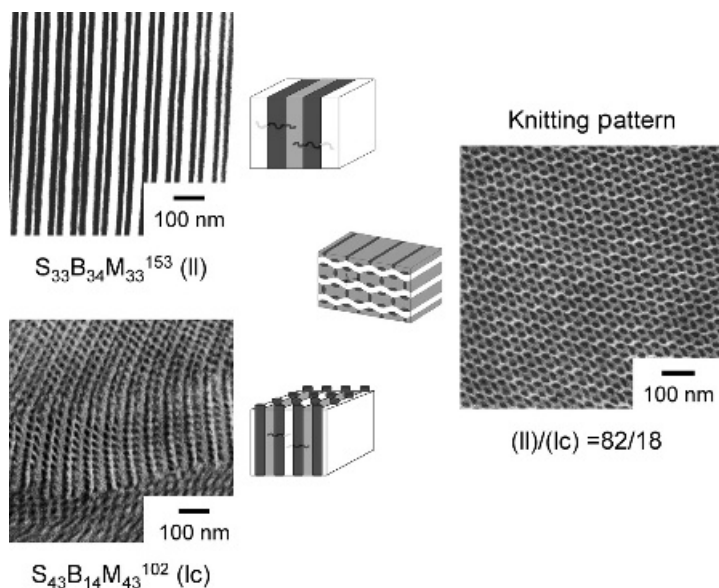 100 nm
S₃₃B₃₄M₃₃¹⁵³ (ll)
100 nm
S₄₃B₁₄M₄₃¹⁰² (lc)
Knitting pattern
100 nm
(ll)/(lc) =82/18